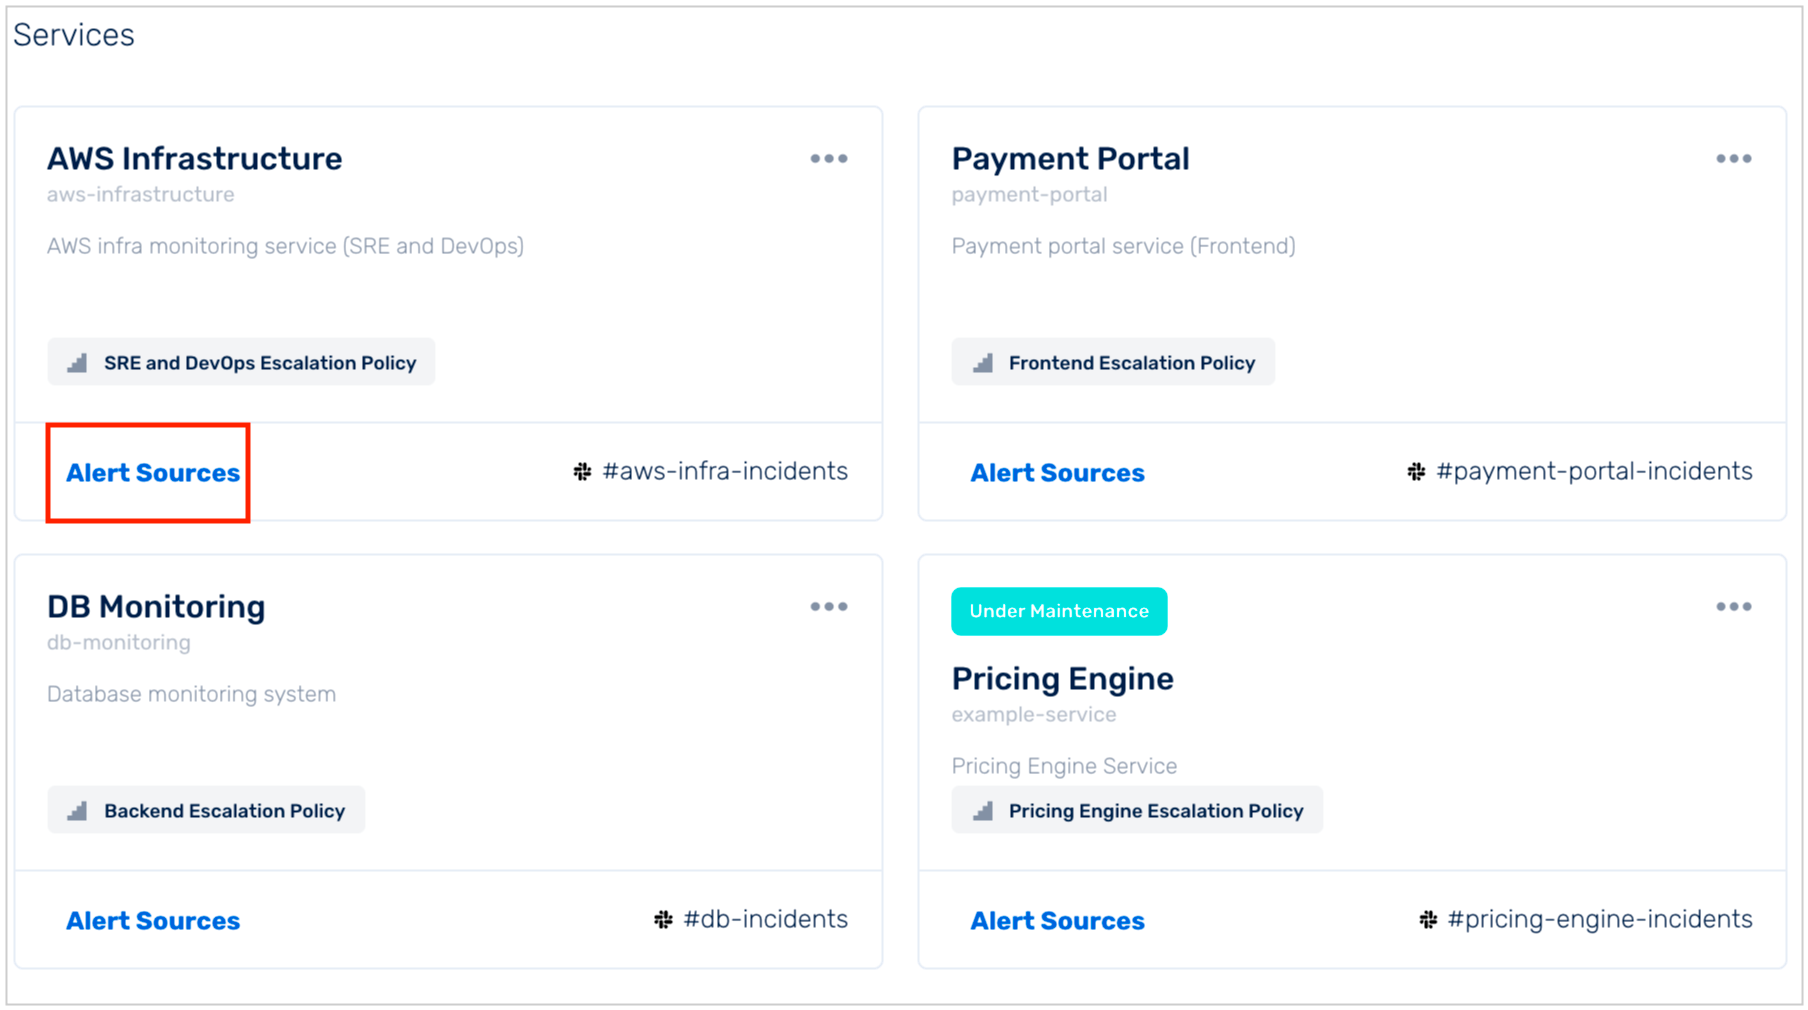 Services
AWS Infrastructure
aws-infrastructure
AWS infra monitoring service (SRE and DevOps)
SRE and DevOps Escalation Policy
Alert Sources
#aws-infra-incidents
Payment Portal
payment-portal
Payment portal service (Frontend)
Frontend Escalation Policy
Alert Sources
#payment-portal-incidents
DB Monitoring
db-monitoring
Database monitoring system
Backend Escalation Policy
Alert Sources
#db-incidents
Under Maintenance
Pricing Engine
example-service
Pricing Engine Service
Pricing Engine Escalation Policy
Alert Sources
#pricing-engine-incidents